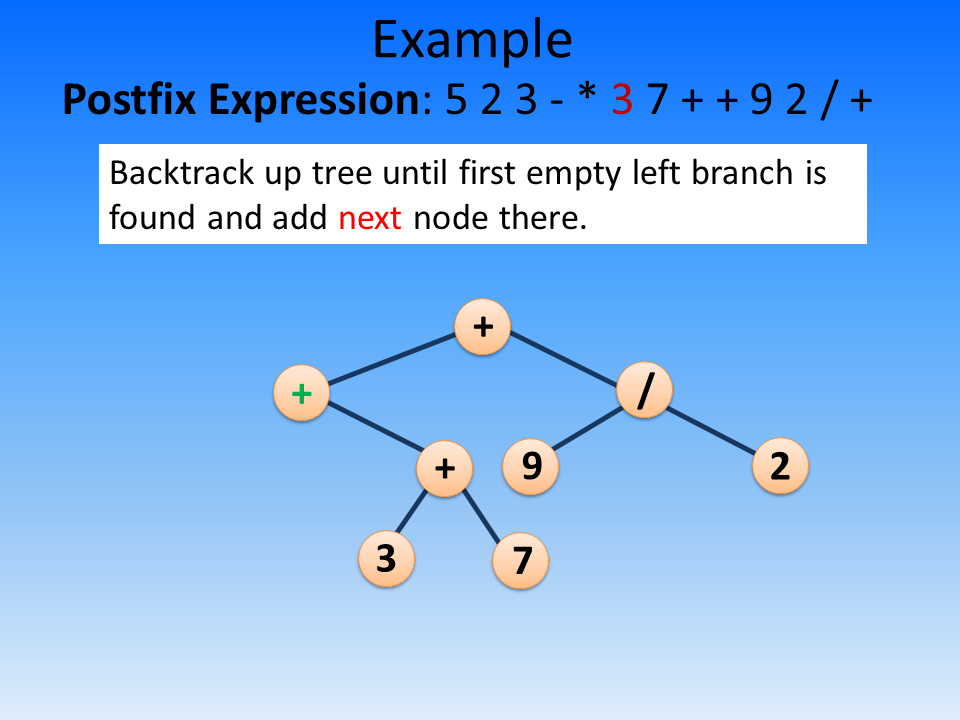 Example
Postfix Expression: 5 2 3 - * 3 7 + + 9 2 / +
Backtrack up tree until first empty left branch is
found and add next node there.
+
+
/
+
9
2
3
7